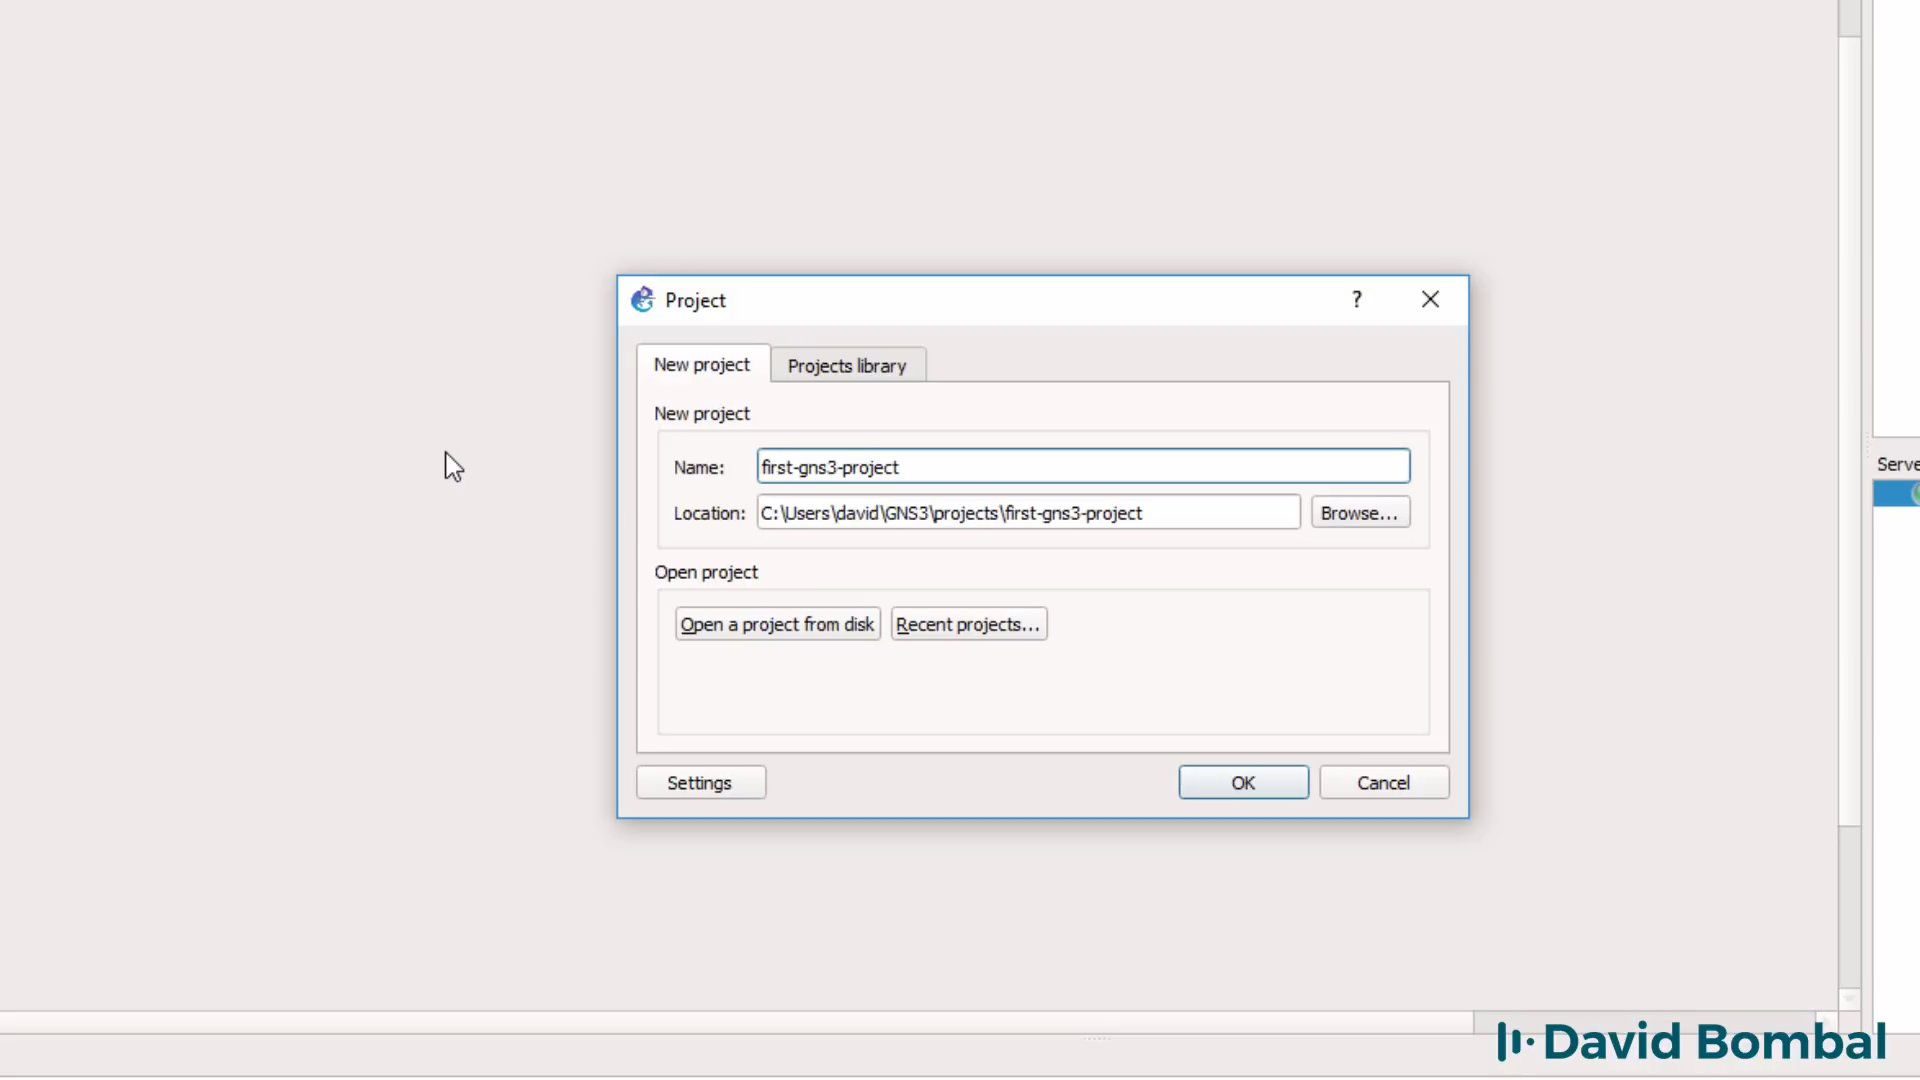 Project
?
New project
Projects library
New project
Name: first-gns3-project
Location: C:\Users\david\GNS3\projects\first-gns3-project Browse...
Open project
Open a project from disk Recent projects...
Settings OK Cancel
Serve
David Bombal